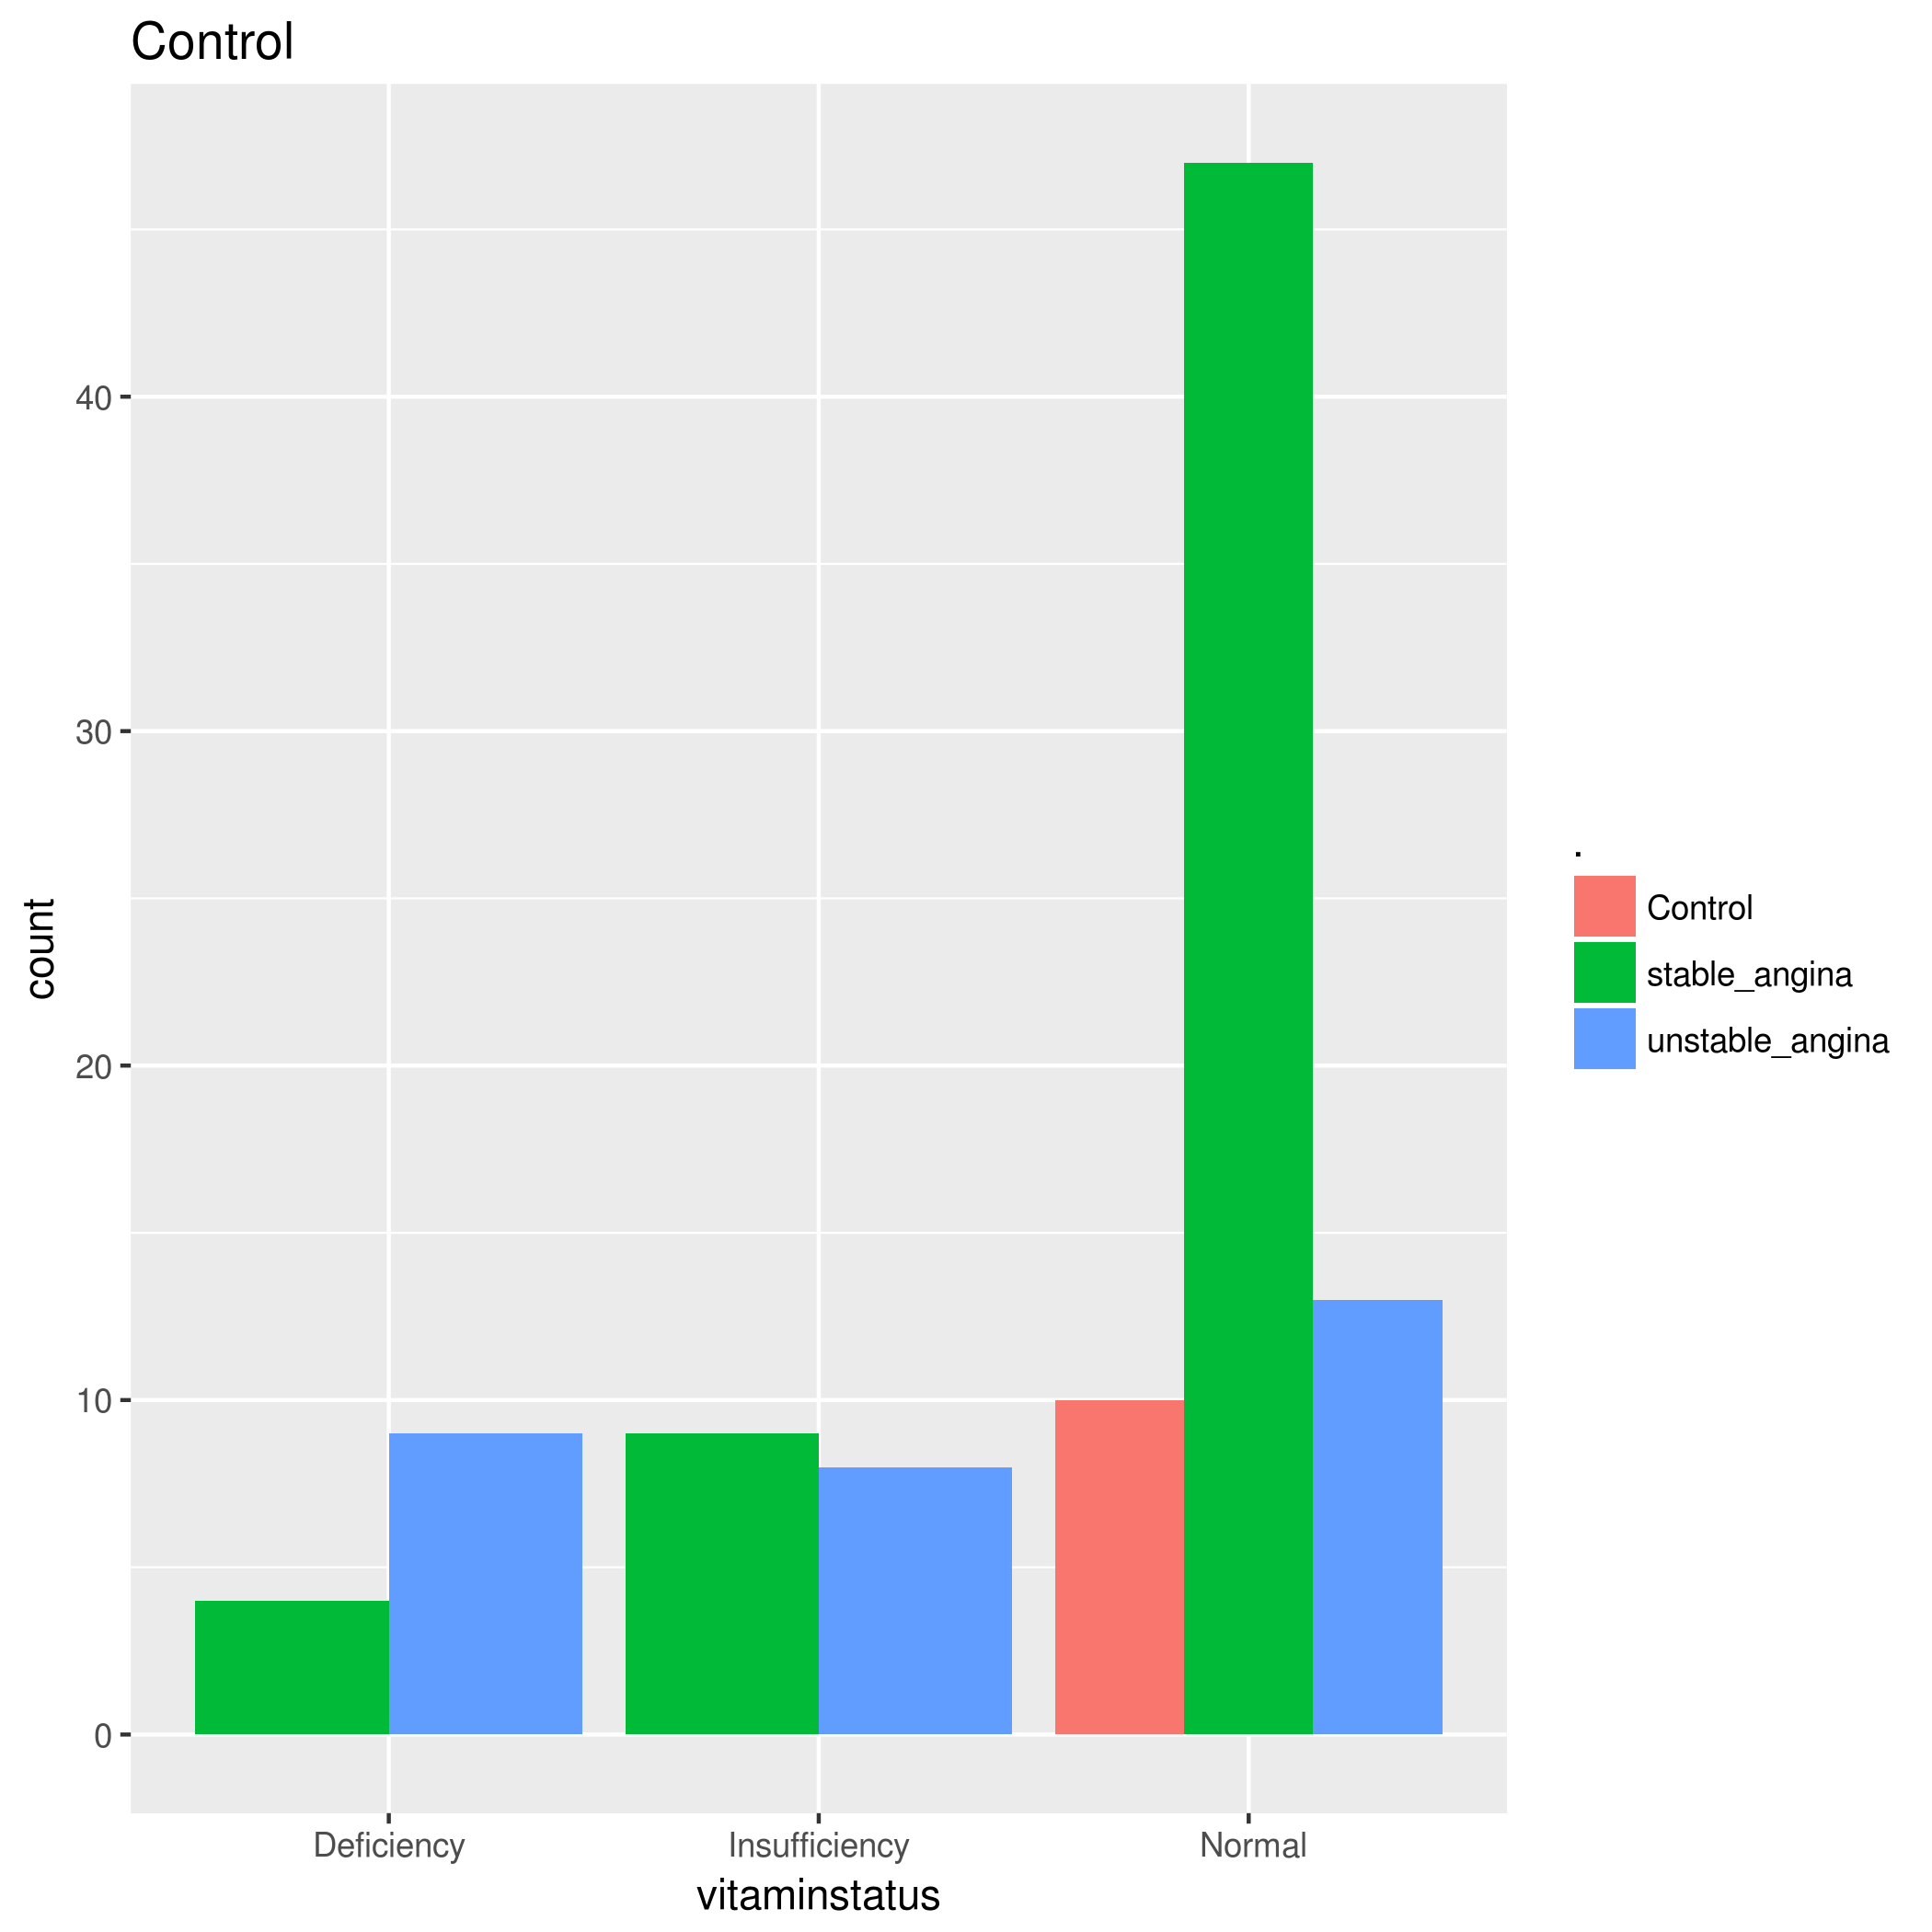 Control
count
40
30
20
10
0
Deficiency
Insufficiency
Normal
vitaminstatus
.
Control
stable_angina
unstable_angina